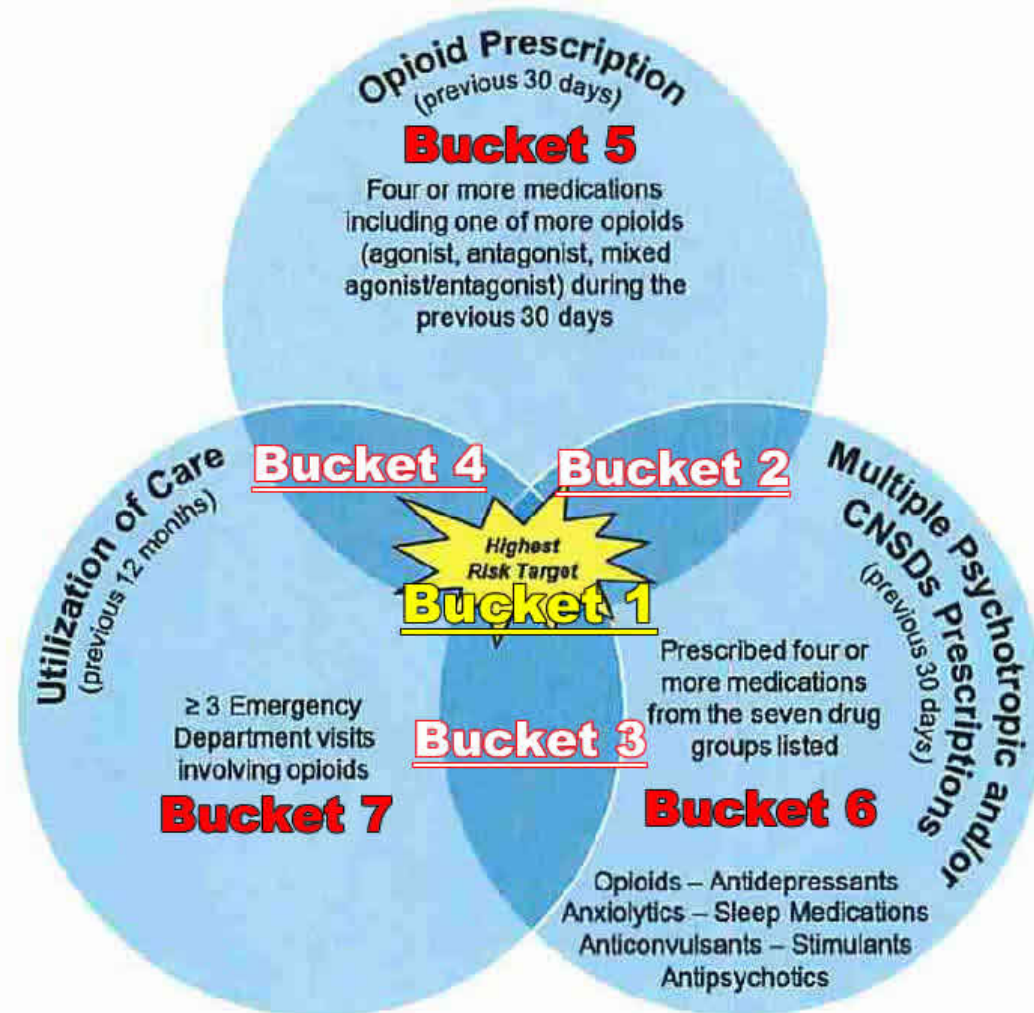 Opioid Prescription
(previous 30 days)
Bucket 5
Four or more medications
including one of more opioids
(agonist, antagonist, mixed
agonist/antagonist) during the
previous 30 days
Bucket 4
Bucket 2
Highest
Risk Target
Bucket 1
Utilization of Care
(previous 12 months)
≥ 3 Emergency
Department visits
involving opioids
Bucket 7
Bucket 3
Multiple Psychotropic and/or
CNSDs Prescriptions
(previous 30 days)
Prescribed four or
more medications
from the seven drug
groups listed
Bucket 6
Opioids – Antidepressants
Anxiolytics – Sleep Medications
Anticonvulsants – Stimulants
Antipsychotics